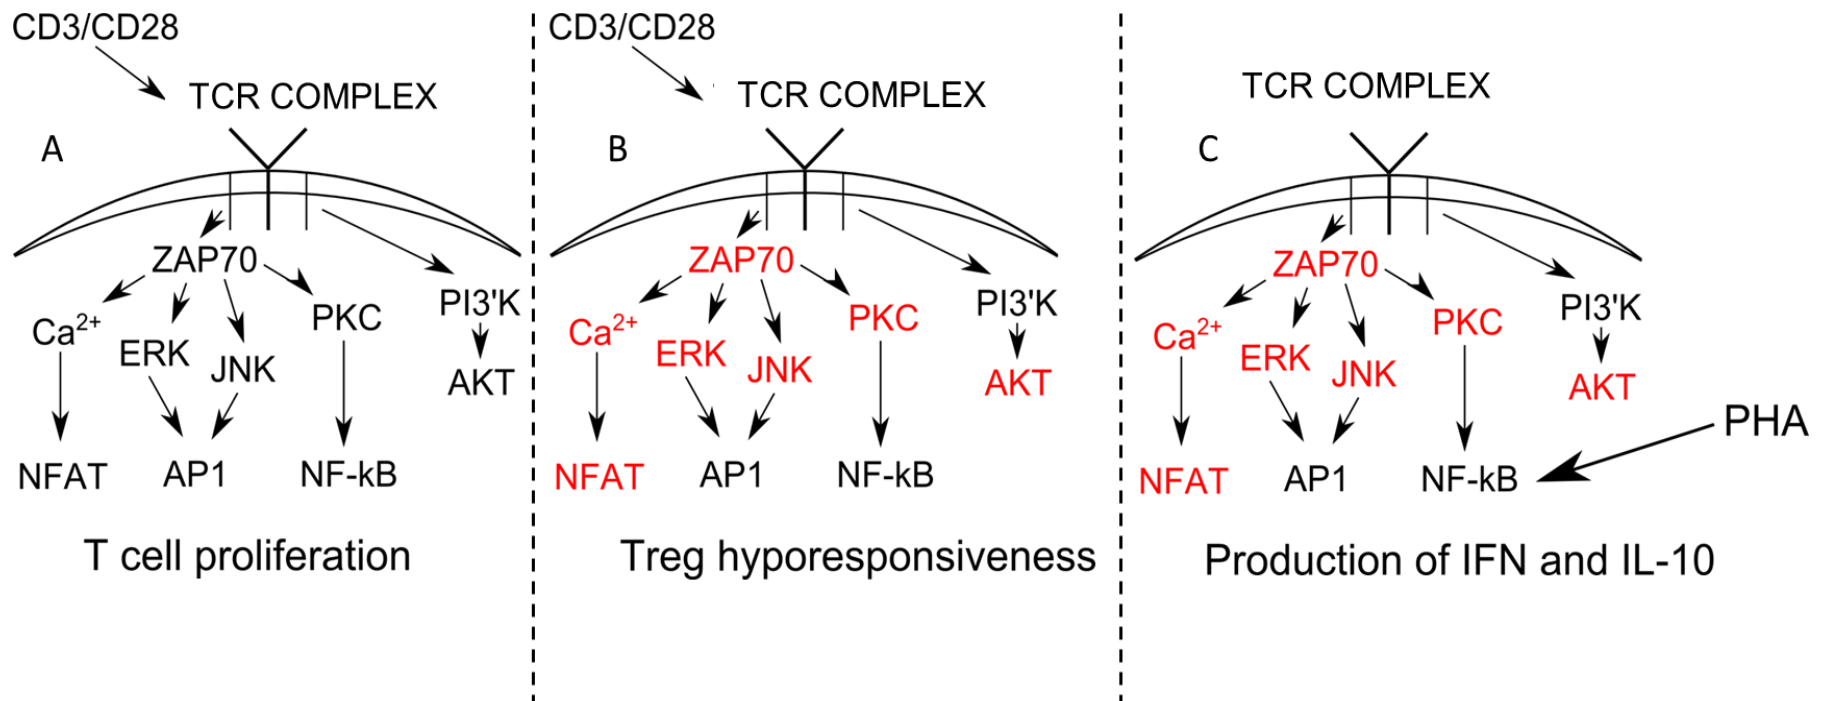 CD3/CD28
TCR COMPLEX
A
ZAP70
Ca²⁺
ERK
JNK
PKC
PI3'K
AKT
NFAT
AP1
NF-kB
T cell proliferation
CD3/CD28
TCR COMPLEX
B
ZAP70
Ca²⁺
ERK
JNK
PKC
PI3'K
AKT
NFAT
AP1
NF-kB
Treg hyporesponsiveness
TCR COMPLEX
C
ZAP70
Ca²⁺
ERK
JNK
PKC
PI3'K
AKT
PHA
NFAT
AP1
NF-kB
Production of IFN and IL-10